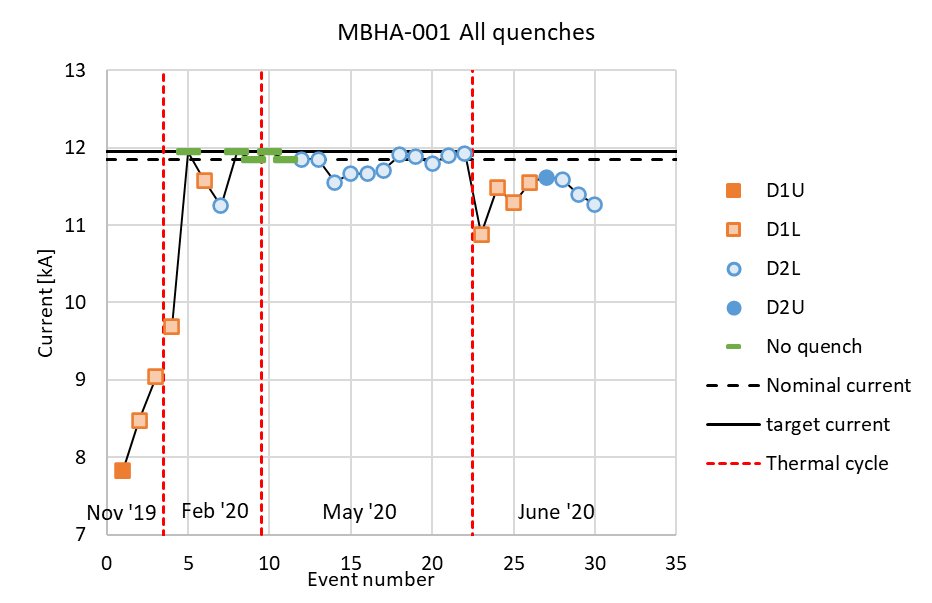 MBHA-001 All quenches
13
12
11
10
9
8
7
Current [kA]
Nov '19
Feb '20
May '20
June '20
0 5 10 15 20 25 30 35
Event number
D1U
D1L
D2L
D2U
No quench
Nominal current
target current
Thermal cycle